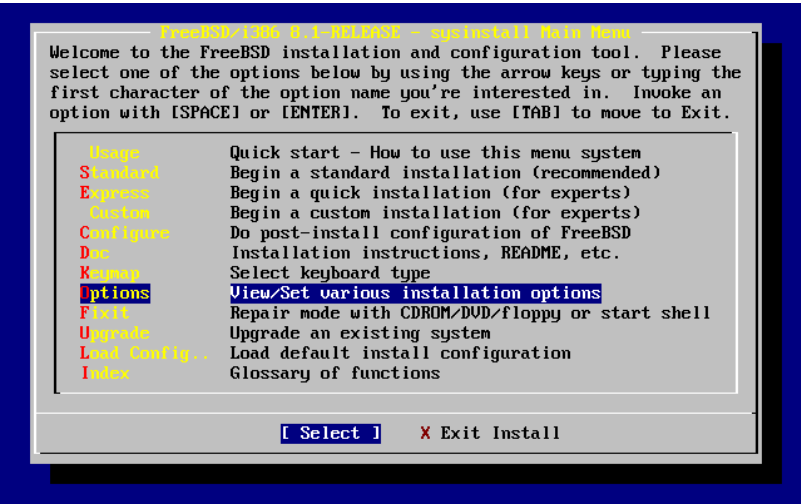 FreeBSD/i386 8.1-RELEASE - sysinstall Main Menu
Welcome to the FreeBSD installation and configuration tool.  Please
select one of the options below by using the arrow keys or typing the
first character of the option name you're interested in.  Invoke an
option with [SPACE] or [ENTER].  To exit, use [TAB] to move to Exit.
Usage Quick start - How to use this menu system
Standard Begin a standard installation (recommended)
Express Begin a quick installation (for experts)
Custom Begin a custom installation (for experts)
Configure Do post-install configuration of FreeBSD
Doc Installation instructions, README, etc.
Keymap Select keyboard type
Options View/Set various installation options
Fixit Repair mode with CDROM/DVD/floppy or start shell
Upgrade Upgrade an existing system
Load Config.. Load default install configuration
Index Glossary of functions
[ Select ] X Exit Install